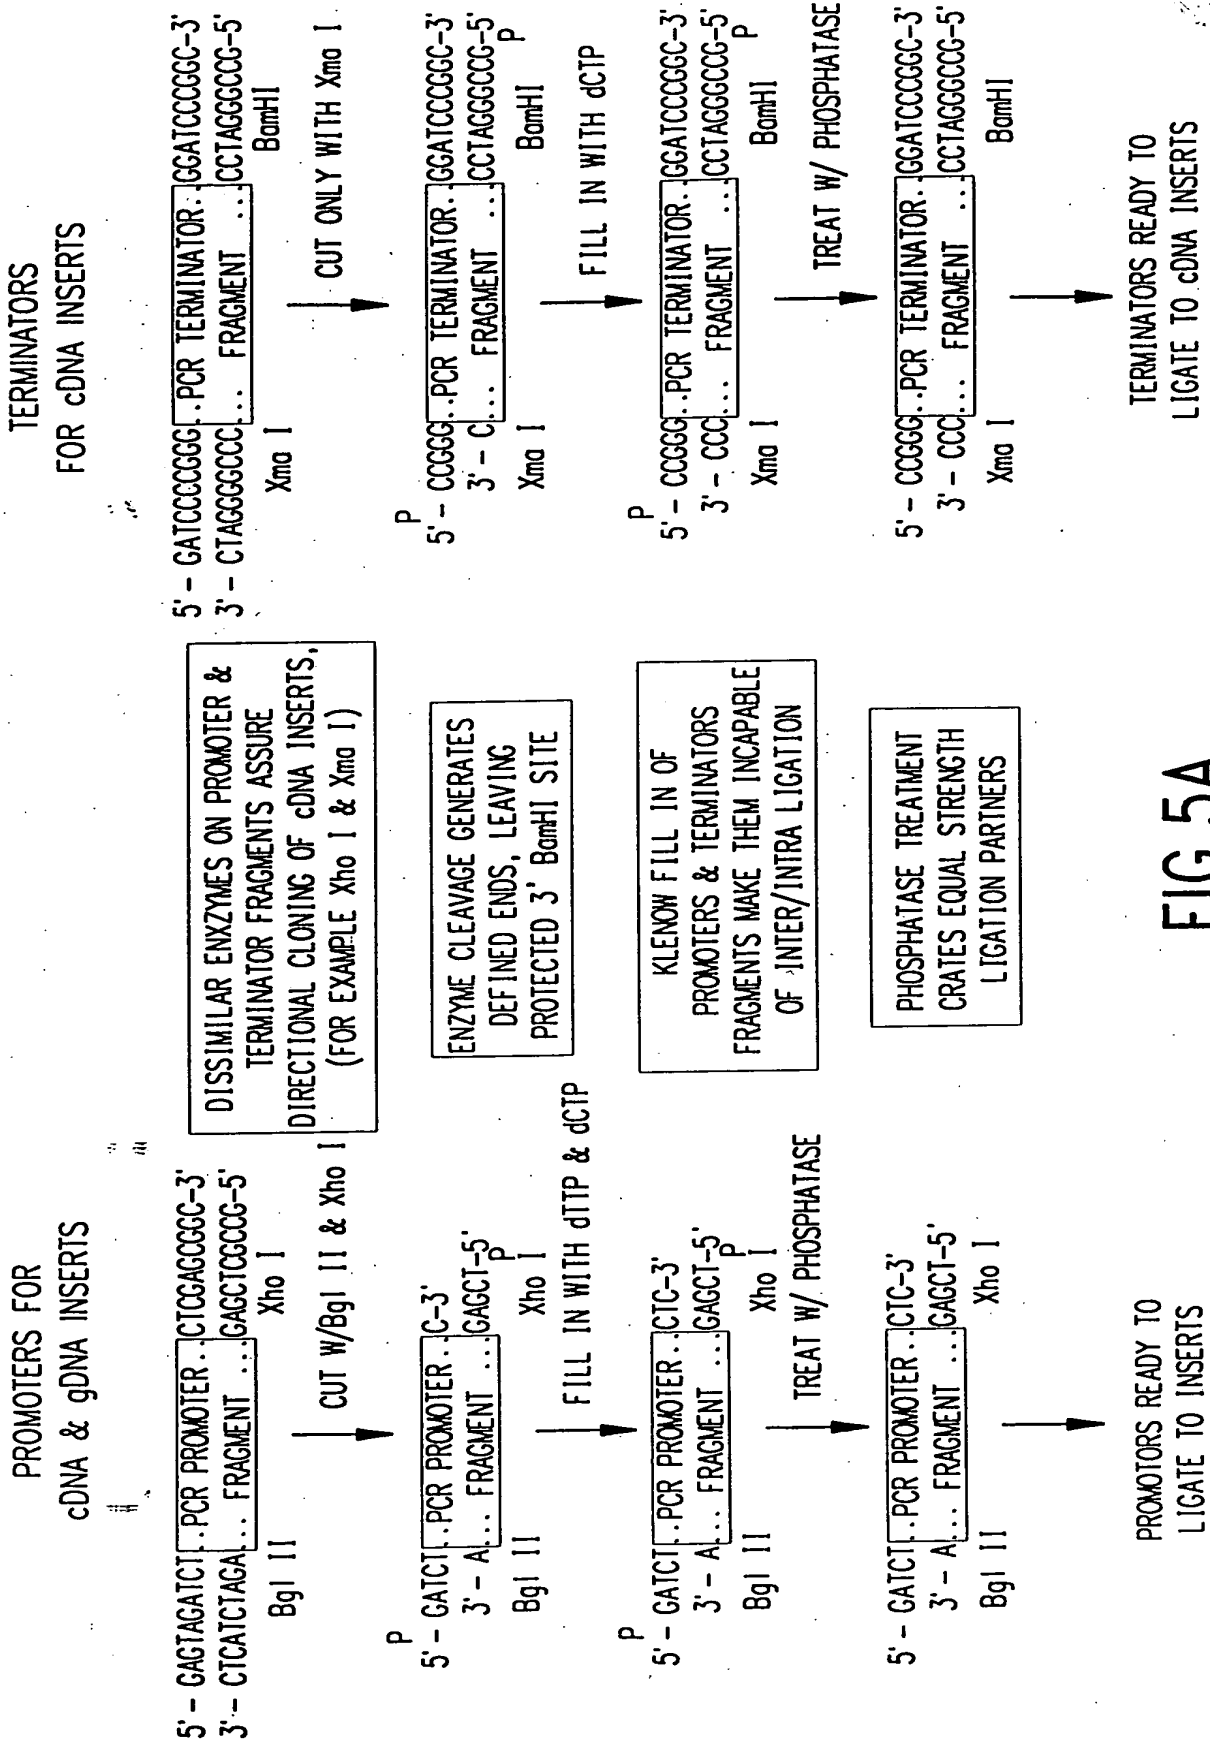 PROMOTERS FOR
cDNA & gDNA INSERTS
5' - GAGTAGATCT..PCR PROMOTER..CTCGAGCGGC-3'
3' - CTCATCTAGA... FRAGMENT ...GAGCTCGCCG-5'
Bgl II
Xho I
CUT W/Bgl II & Xho I
P
5' - GATCT..PCR PROMOTER..C-3'
3' - A... FRAGMENT ...GAGCT-5'
P
Bgl II
Xho I
FILL IN WITH dTTP & dCTP
P
5' - GATCT..PCR PROMOTER..CTC-3'
3' - A... FRAGMENT ...GAGCT-5'
P
Bgl II
Xho I
TREAT W/ PHOSPHATASE
5' - GATCT..PCR PROMOTER..CTC-3'
3' - A... FRAGMENT ...GAGCT-5'
Bgl II
Xho I
PROMOTORS READY TO
LIGATE TO INSERTS
DISSIMILAR ENXZYMES ON PROMOTER &
TERMINATOR FRAGMENTS ASSURE
DIRECTIONAL CLONING OF cDNA INSERTS,
(FOR EXAMPLE Xho I & Xma I)
ENZYME CLEAVAGE GENERATES
DEFINED ENDS, LEAVING
PROTECTED 3' BamHI SITE
KLENOW FILL IN OF
PROMOTERS & TERMINATORS
FRAGMENTS MAKE THEM INCAPABLE
OF INTER/INTRA LIGATION
PHOSPHATASE TREATMENT
CRATES EQUAL STRENGTH
LIGATION PARTNERS
TERMINATORS
FOR cDNA INSERTS
5' - GATCCCCGGG..PCR TERMINATOR..GGATCCCGGC-3'
3' - CTAGGGGCCC... FRAGMENT ...CCTAGGGCCG-5'
Xma I
BamHI
CUT ONLY WITH Xma I
P
5' - CCGGG..PCR TERMINATOR..GGATCCCGGC-3'
3' - C... FRAGMENT ...CCTAGGGCCG-5'
P
Xma I
BamHI
FILL IN WITH dCTP
P
5' - CCGGG..PCR TERMINATOR..GGATCCCGGC-3'
3' - CCC... FRAGMENT ...CCTAGGGCCG-5'
P
Xma I
BamHI
TREAT W/ PHOSPHATASE
5' - CCGGG..PCR TERMINATOR..GGATCCCGGC-3'
3' - CCC... FRAGMENT ...CCTAGGGCCG-5'
Xma I
BamHI
TERMINATORS READY TO
LIGATE TO cDNA INSERTS
FIG.5A